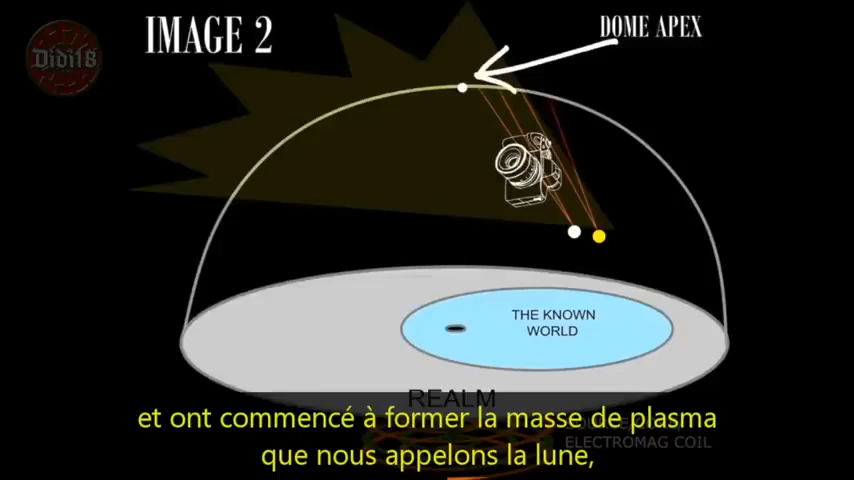 IMAGE 2
DOME APEX
Didi18
THE KNOWN
WORLD
REALM
ELECTROMAG COIL
et ont commencé à former la masse de plasma
que nous appelons la lune,